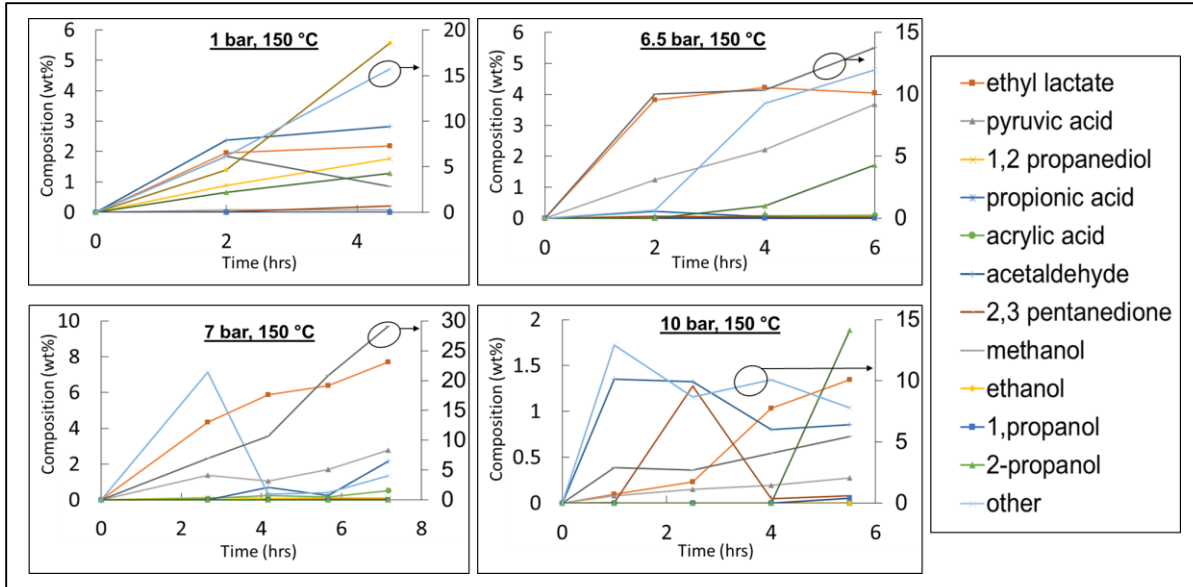 1 bar, 150 °C
Composition (wt%)
6
5
4
3
2
1
0
20
15
10
5
0
0 2 4
Time (hrs)
6.5 bar, 150 °C
Composition (wt%)
6
5
4
3
2
1
0
15
10
5
0
0 2 4 6
Time (hrs)
7 bar, 150 °C
Composition (wt%)
10
8
6
4
2
0
30
25
20
15
10
5
0
0 2 4 6 8
Time (hrs)
10 bar, 150 °C
Composition (wt%)
2
1.5
1
0.5
0
15
10
5
0
0 2 4 6
Time (hrs)
ethyl lactate
pyruvic acid
1,2 propanediol
propionic acid
acrylic acid
acetaldehyde
2,3 pentanedione
methanol
ethanol
1,propanol
2-propanol
other